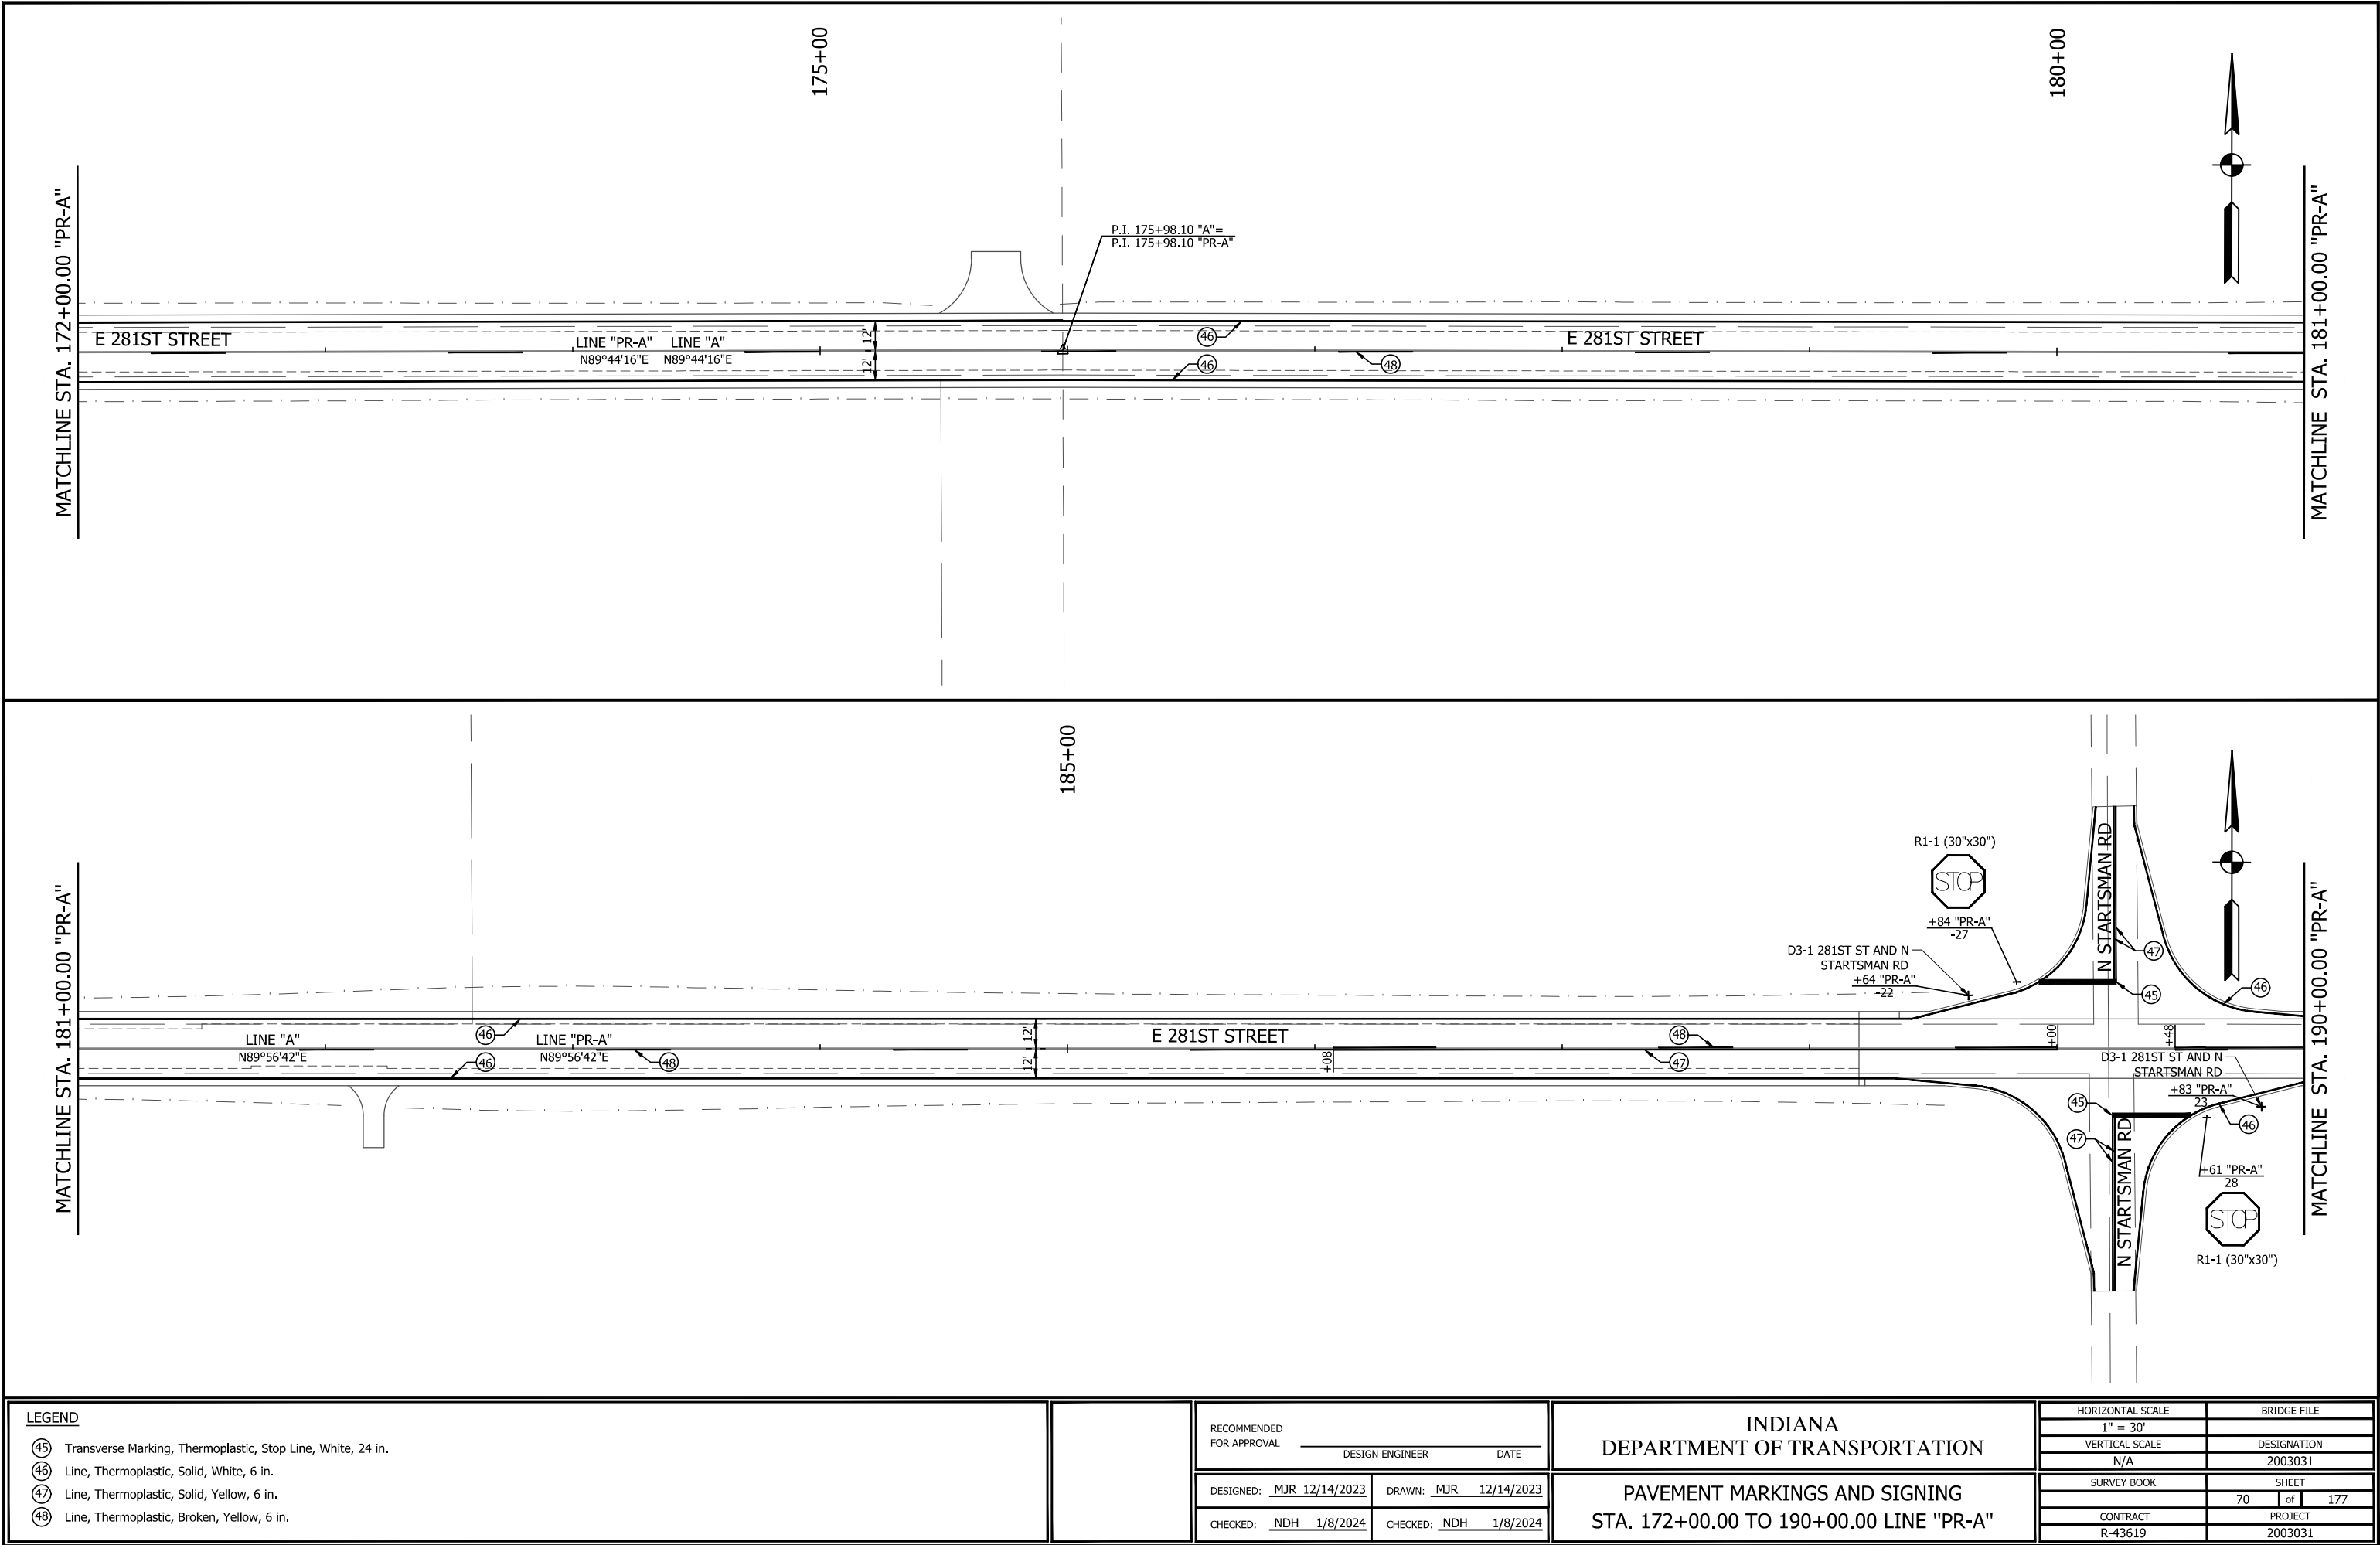 175+00
180+00
MATCHLINE STA. 172+00.00 "PR-A"
P.I. 175+98.10 "A"=
P.I. 175+98.10 "PR-A"
E 281ST STREET
LINE "PR-A"
N89°44'16"E
LINE "A"
N89°44'16"E
12'
12'
46
46
48
E 281ST STREET
MATCHLINE STA. 181+00.00 "PR-A"
185+00
MATCHLINE STA. 181+00.00 "PR-A"
LINE "A"
N89°56'42"E
46
46
LINE "PR-A"
N89°56'42"E
48
12'
12'
E 281ST STREET
+08
48
47
R1-1 (30"x30")
STOP
+84 "PR-A"
-27
D3-1 281ST ST AND N
STARTSMAN RD
+64 "PR-A"
-22
N STARTSMAN RD
47
45
46
+00
+48
D3-1 281ST ST AND N
STARTSMAN RD
+83 "PR-A"
23
45
47
46
N STARTSMAN RD
+61 "PR-A"
28
STOP
R1-1 (30"x30")
MATCHLINE STA. 190+00.00 "PR-A"
LEGEND
45 Transverse Marking, Thermoplastic, Stop Line, White, 24 in.
46 Line, Thermoplastic, Solid, White, 6 in.
47 Line, Thermoplastic, Solid, Yellow, 6 in.
48 Line, Thermoplastic, Broken, Yellow, 6 in.
RECOMMENDED
FOR APPROVAL
DESIGN ENGINEER DATE
DESIGNED: MJR 12/14/2023
DRAWN: MJR 12/14/2023
CHECKED: NDH 1/8/2024
CHECKED: NDH 1/8/2024
INDIANA
DEPARTMENT OF TRANSPORTATION
PAVEMENT MARKINGS AND SIGNING
STA. 172+00.00 TO 190+00.00 LINE "PR-A"
HORIZONTAL SCALE
1" = 30'
VERTICAL SCALE
N/A
BRIDGE FILE
DESIGNATION
2003031
SURVEY BOOK
SHEET
70 of 177
CONTRACT
R-43619
PROJECT
2003031